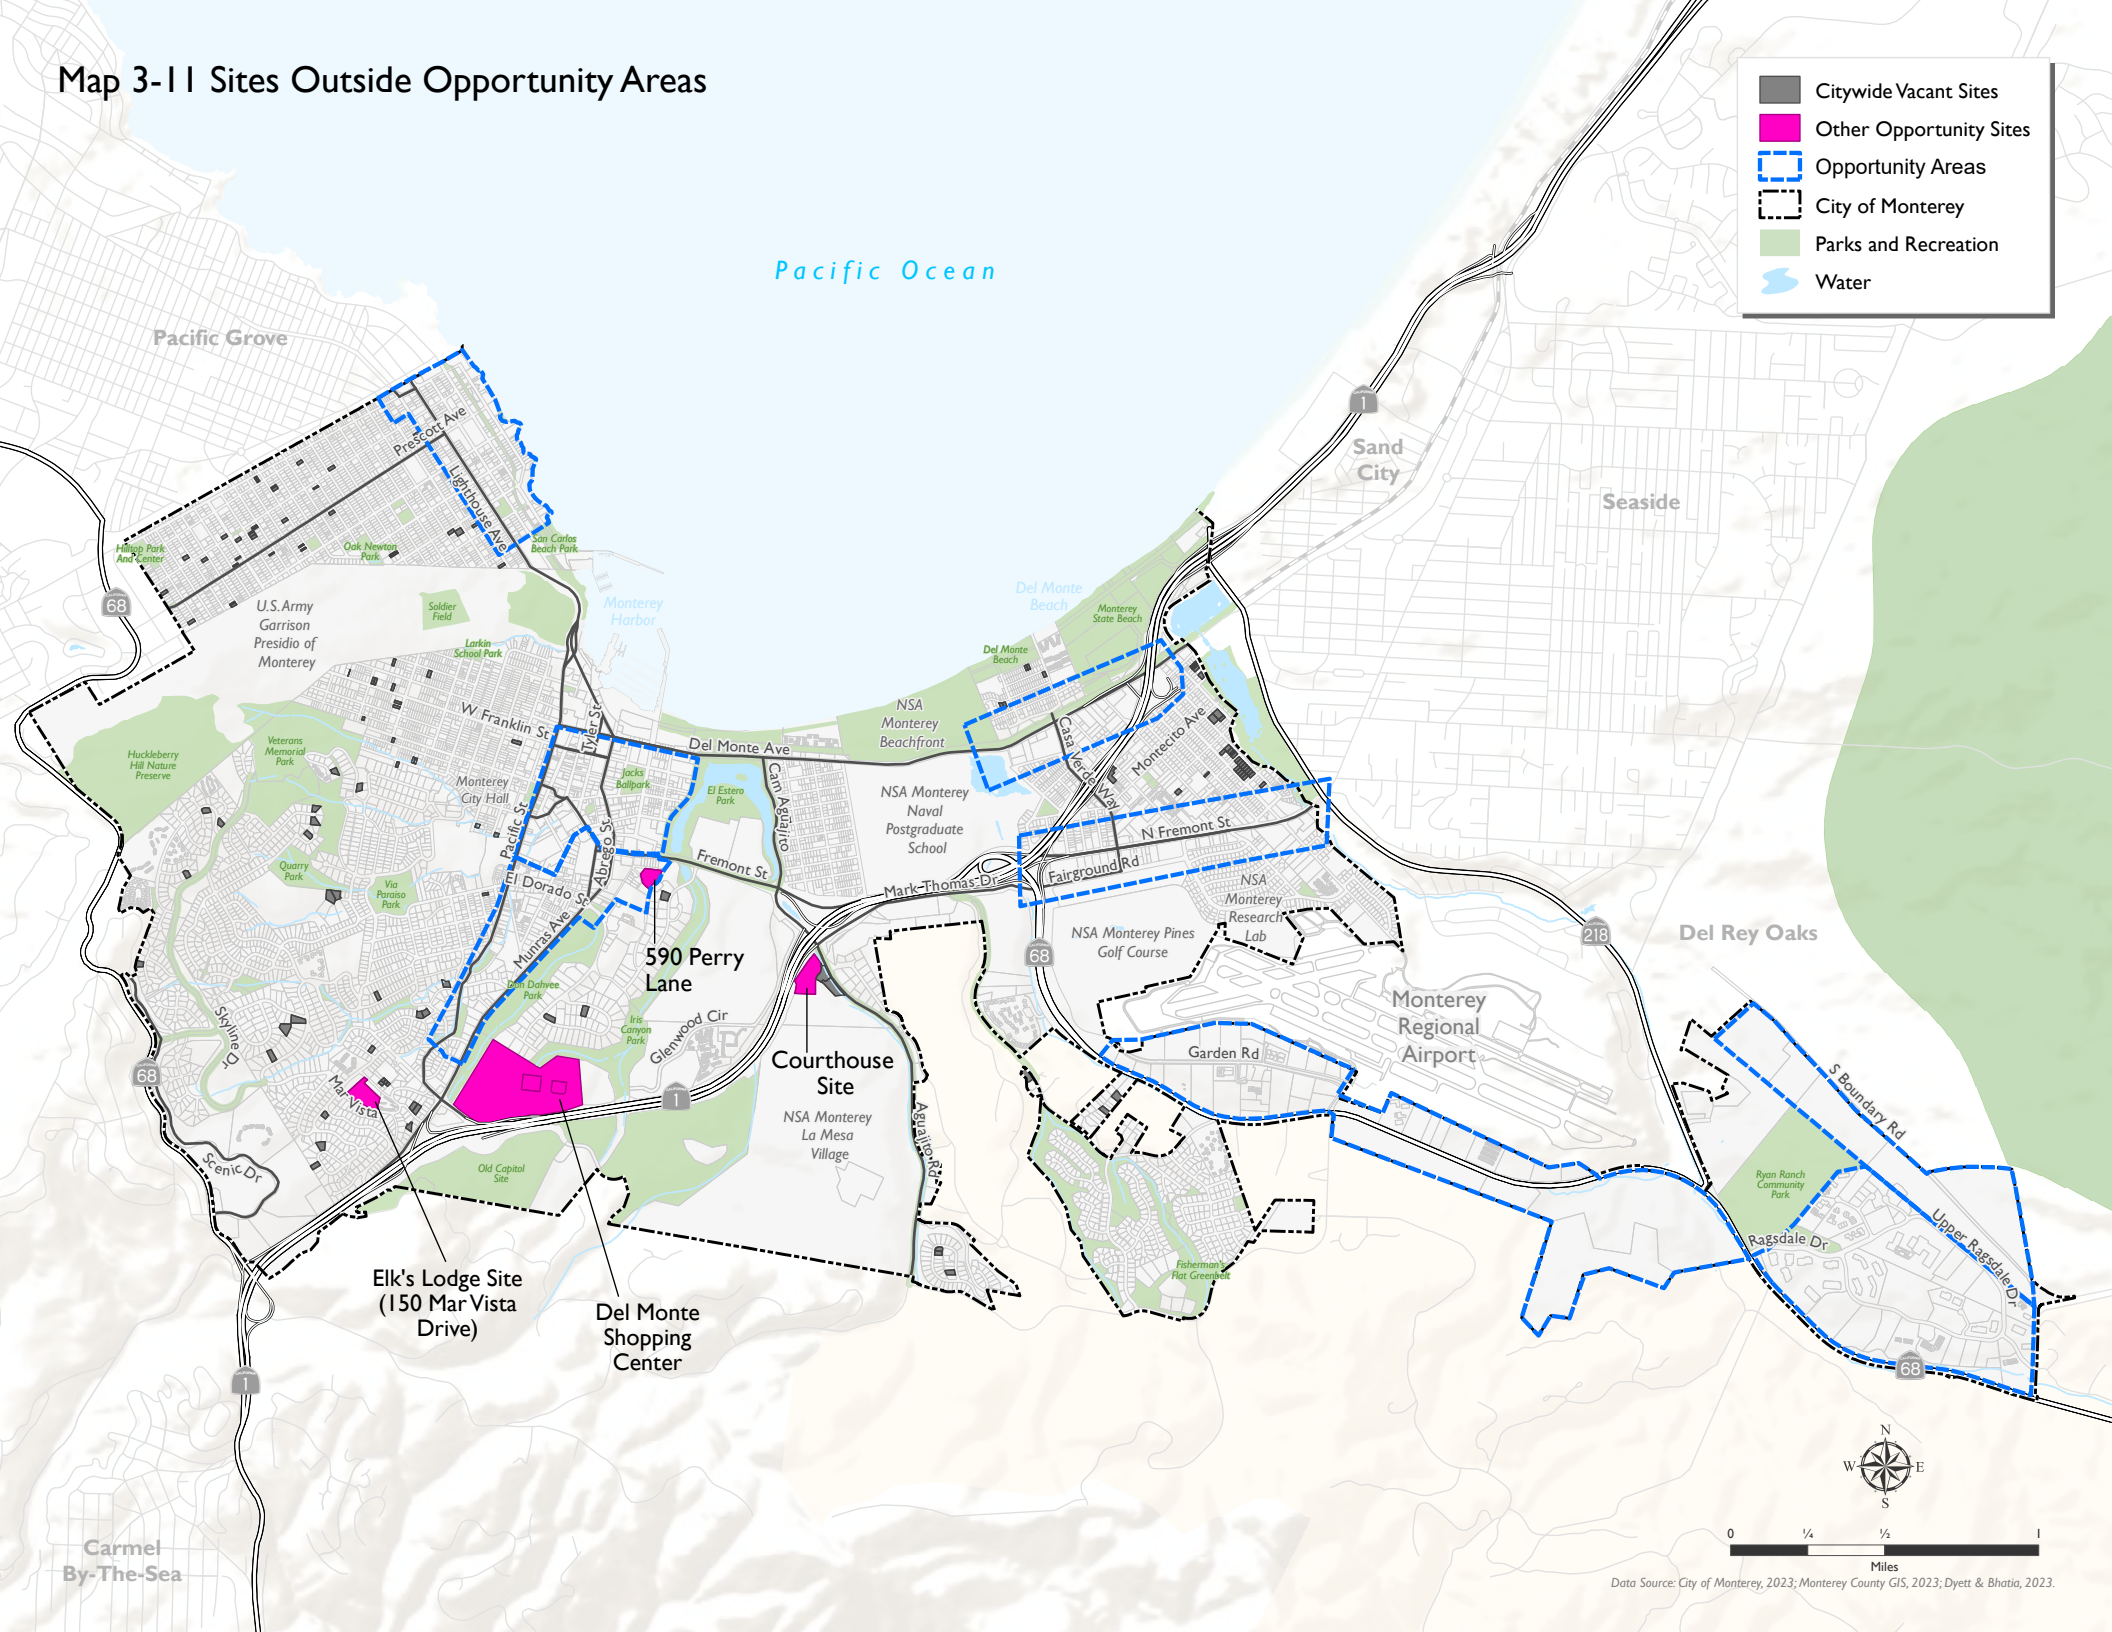 Map 3-11 Sites Outside Opportunity Areas
Citywide Vacant Sites
Other Opportunity Sites
Opportunity Areas
City of Monterey
Parks and Recreation
Water
Pacific Ocean
Pacific Grove
1
Sand
City
Seaside
Prescott Ave
Lighthouse Ave
Hilltop Park
And Center
Oak Newton
Park
San Carlos
Beach Park
68
U.S. Army
Garrison
Presidio of
Monterey
Soldier
Field
Larkin
School Park
Monterey
Harbor
Del Monte
Beach
Monterey
State Beach
Del Monte
Beach
W Franklin St
Tyler St
Del Monte Ave
NSA
Monterey
Beachfront
Casa Verde Way
Montecito Ave
Huckleberry
Hill Nature
Preserve
Veterans
Memorial
Park
Monterey
City Hall
Jacks
Ballpark
El Estero
Park
Cam Aguajito
NSA Monterey
Naval
Postgraduate
School
Pacific St
Abrego St
Fremont St
N Fremont St
Fairground Rd
Mark Thomas Dr
Quarry
Park
Via
Paraiso
Park
El Dorado St
Munras Ave
NSA
Monterey
Research
Lab
590 Perry
Lane
NSA Monterey Pines
Golf Course
68
218
Del Rey Oaks
Don Dahvee
Park
Iris
Canyon
Park
Glenwood Cir
Monterey
Regional
Airport
Skyline Dr
Garden Rd
Courthouse
Site
68
Mar Vista
1
NSA Monterey
La Mesa
Village
Aguajito Rd
S Boundary Rd
Scenic Dr
Old Capitol
Site
Ryan Ranch
Community
Park
Ragsdale Dr
Upper Ragsdale Dr
Fisherman's
Flat Greenbelt
Elk's Lodge Site
(150 Mar Vista
Drive)
Del Monte
Shopping
Center
1
68
Carmel
By-The-Sea
N
W
E
S
0 ¼ ½ 1
Miles
Data Source: City of Monterey, 2023; Monterey County GIS, 2023; Dyett & Bhatia, 2023.